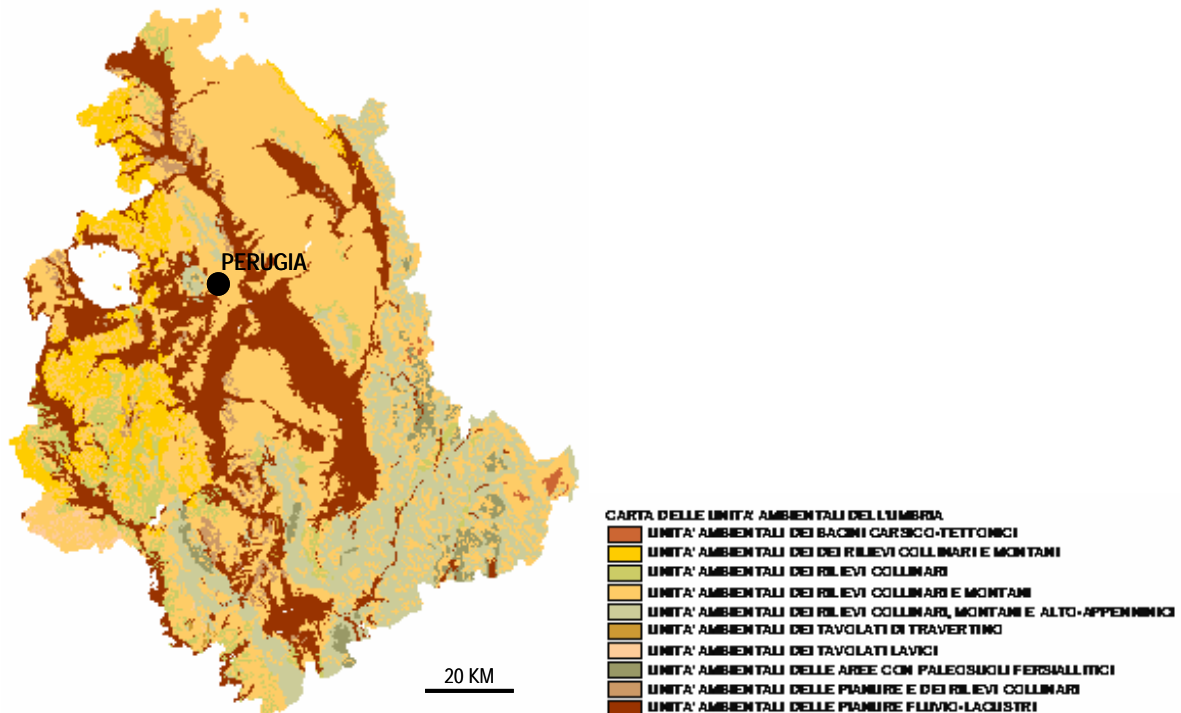 PERUGIA
20 KM
CARTA DELLE UNITA' AMBIENTALI DELL'UMBRIA
UNITA' AMBIENTALI DEI BACINI CARSICO-TETTONICI
UNITA' AMBIENTALI DEI DEI RILIEVI COLLINARI E MONTANI
UNITA' AMBIENTALI DEI RILIEVI COLLINARI
UNITA' AMBIENTALI DEI RILIEVI COLLINARI E MONTANI
UNITA' AMBIENTALI DEI RILIEVI COLLINARI, MONTANI E ALTO-APPENNINICI
UNITA' AMBIENTALI DEI TAVOLATI DI TRAVERTINO
UNITA' AMBIENTALI DEI TAVOLATI LAVICI
UNITA' AMBIENTALI DELLE AREE CON PALEOSUOLI FERSIALLITICI
UNITA' AMBIENTALI DELLE PIANURE E DEI RILIEVI COLLINARI
UNITA' AMBIENTALI DELLE PIANURE FLUVIO-LACUSTRI